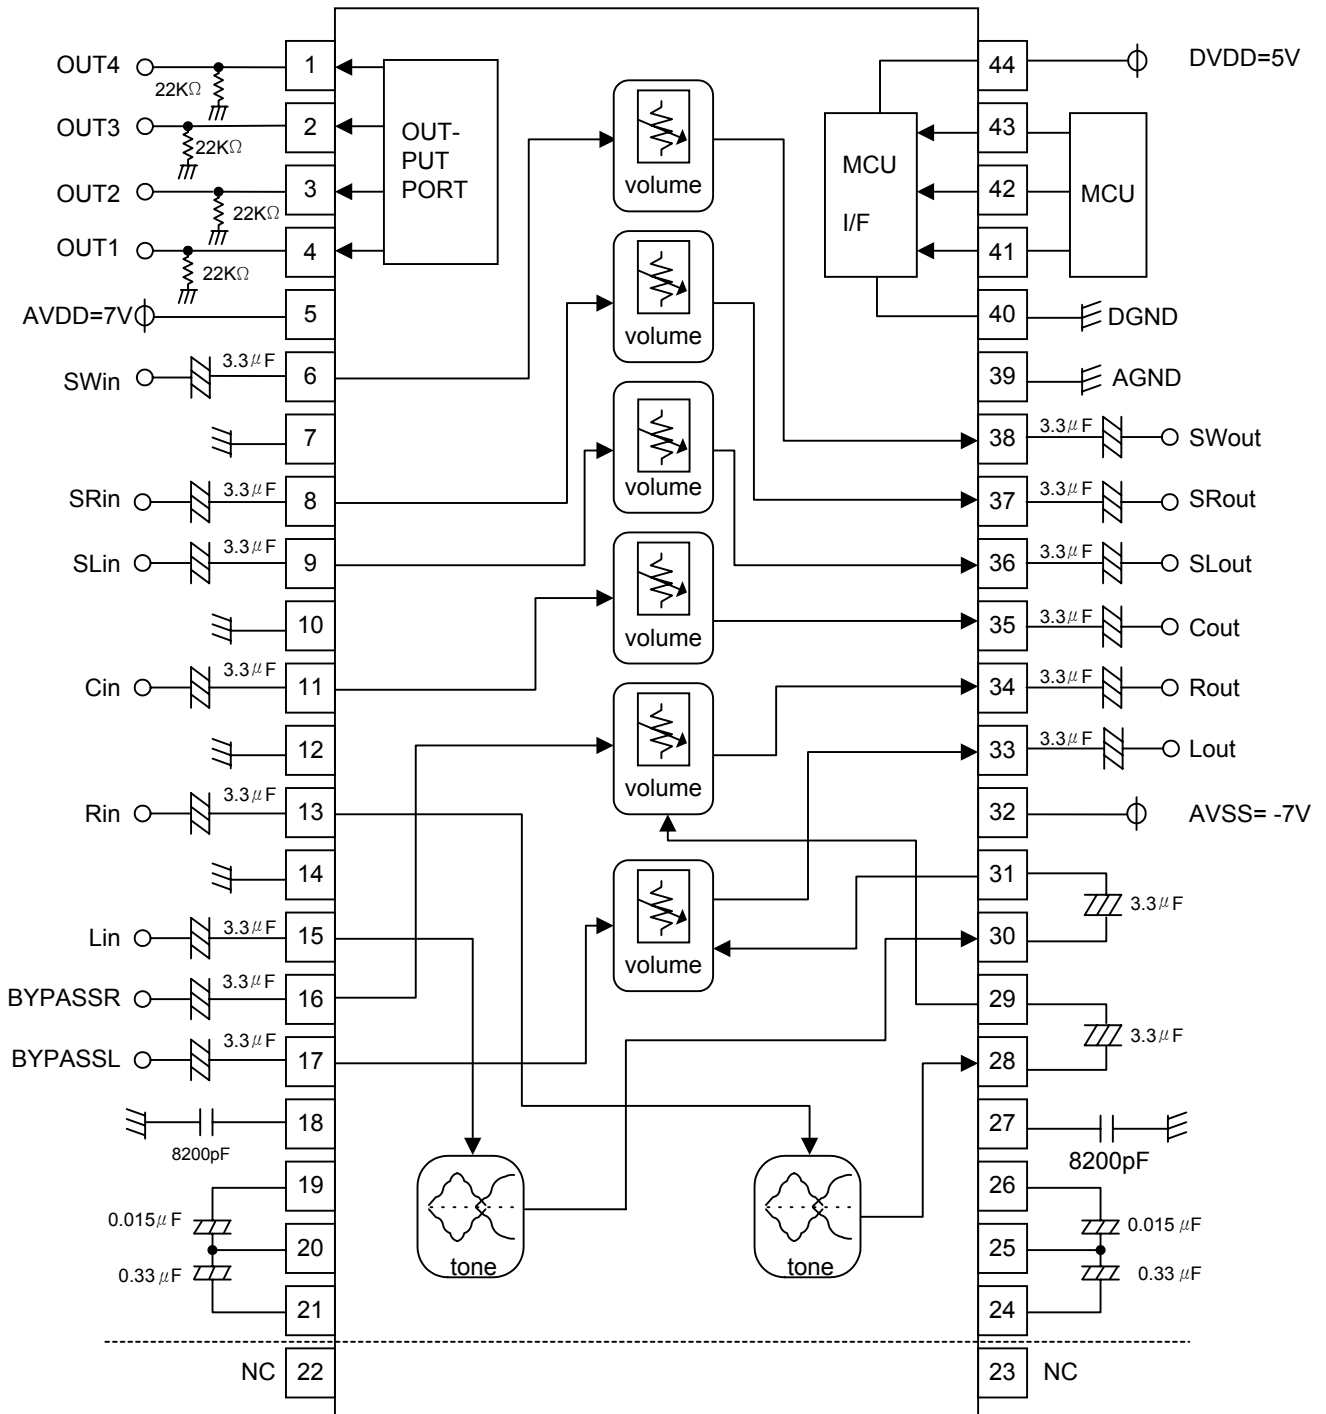 OUT4
22KΩ
1
OUT3
22KΩ
2
OUT2
22KΩ
3
OUT1
22KΩ
4
OUT-
PUT
PORT
AVDD=7V
5
SWin
3.3μF
6
7
SRin
3.3μF
8
SLin
3.3μF
9
10
Cin
3.3μF
11
12
Rin
3.3μF
13
14
Lin
3.3μF
15
BYPASSR
3.3μF
16
BYPASSL
3.3μF
17
18
8200pF
19
0.015μF
20
0.33μF
21
NC
22
volume
volume
volume
volume
volume
volume
tone
tone
44
DVDD=5V
43
42
41
MCU
I/F
MCU
40
DGND
39
AGND
38
3.3μF
SWout
37
3.3μF
SRout
36
3.3μF
SLout
35
3.3μF
Cout
34
3.3μF
Rout
33
3.3μF
Lout
32
AVSS= -7V
31
3.3μF
30
29
3.3μF
28
27
8200pF
26
0.015μF
25
0.33μF
24
23
NC